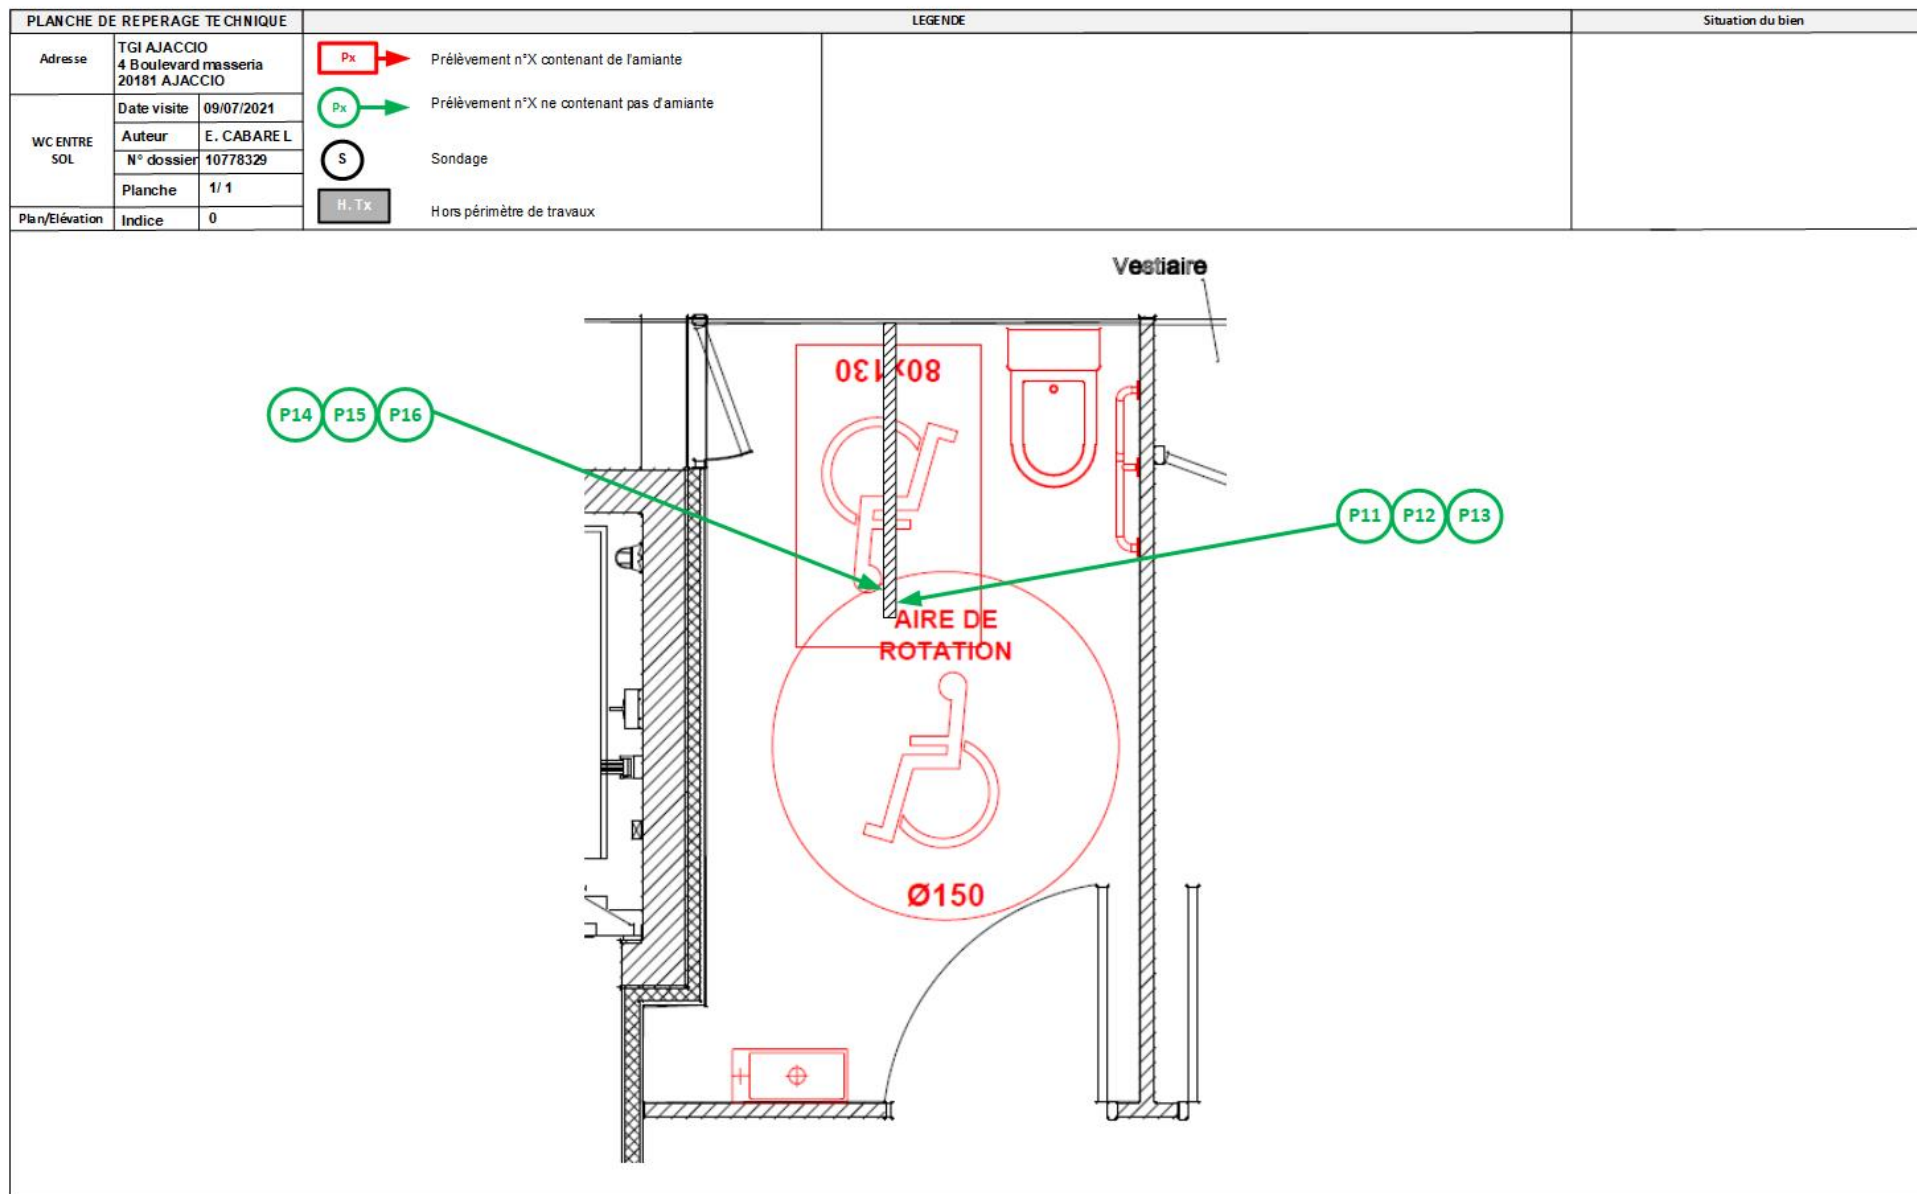 PLANCHE DE REPERAGE TECHNIQUE
LEGENDE
Situation du bien
Adresse
TGI AJACCIO
4 Boulevard masseria
20181 AJACCIO
WC ENTRE
SOL
Date visite 09/07/2021
Auteur E. CABAREL
N° dossier 10778329
Planche 1/ 1
Plan/Elévation Indice 0
Px Prélèvement n°X contenant de l'amiante
Px Prélèvement n°X ne contenant pas d'amiante
S Sondage
H.Tx Hors périmètre de travaux
Vestiaire
80x130
P14 P15 P16
P11 P12 P13
AIRE DE
ROTATION
Ø150